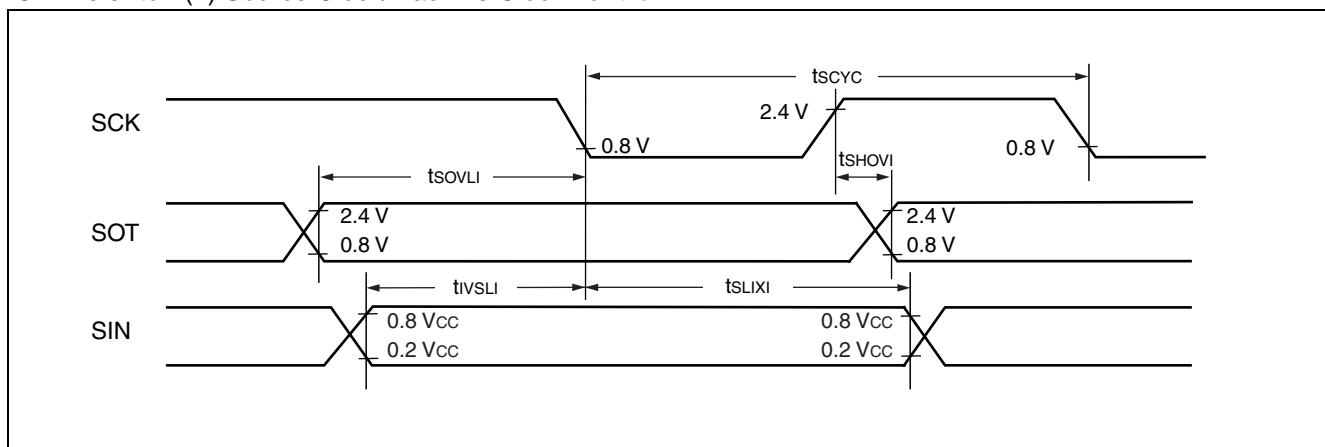 tSCYC
SCK
2.4 V
0.8 V
0.8 V
tSHOVI
tSOVLI
SOT
2.4 V
2.4 V
0.8 V
0.8 V
tIVSLI
tSLIXI
SIN
0.8 VCC
0.8 VCC
0.2 VCC
0.2 VCC